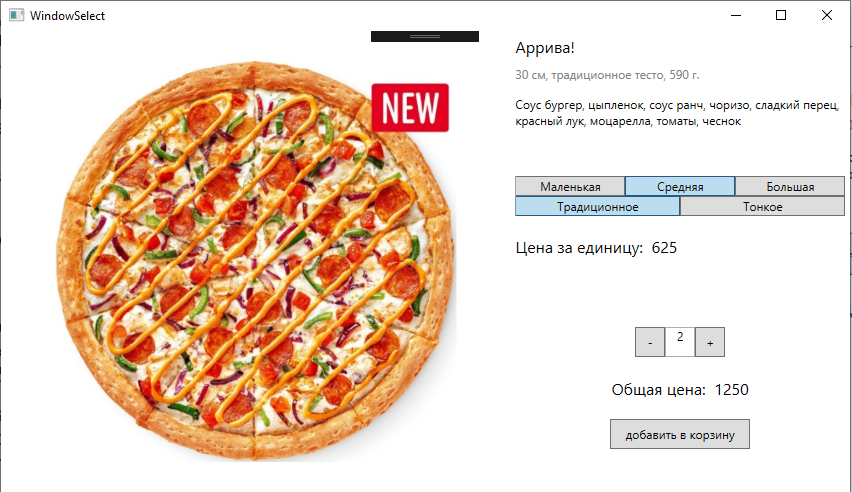 WindowSelect
NEW
Аррива!
30 см, традиционное тесто, 590 г.
Соус бургер, цыпленок, соус ранч, чоризо, сладкий перец,
красный лук, моцарелла, томаты, чеснок
Маленькая Средняя Большая
Традиционное Тонкое
Цена за единицу: 625
- 2 +
Общая цена: 1250
добавить в корзину